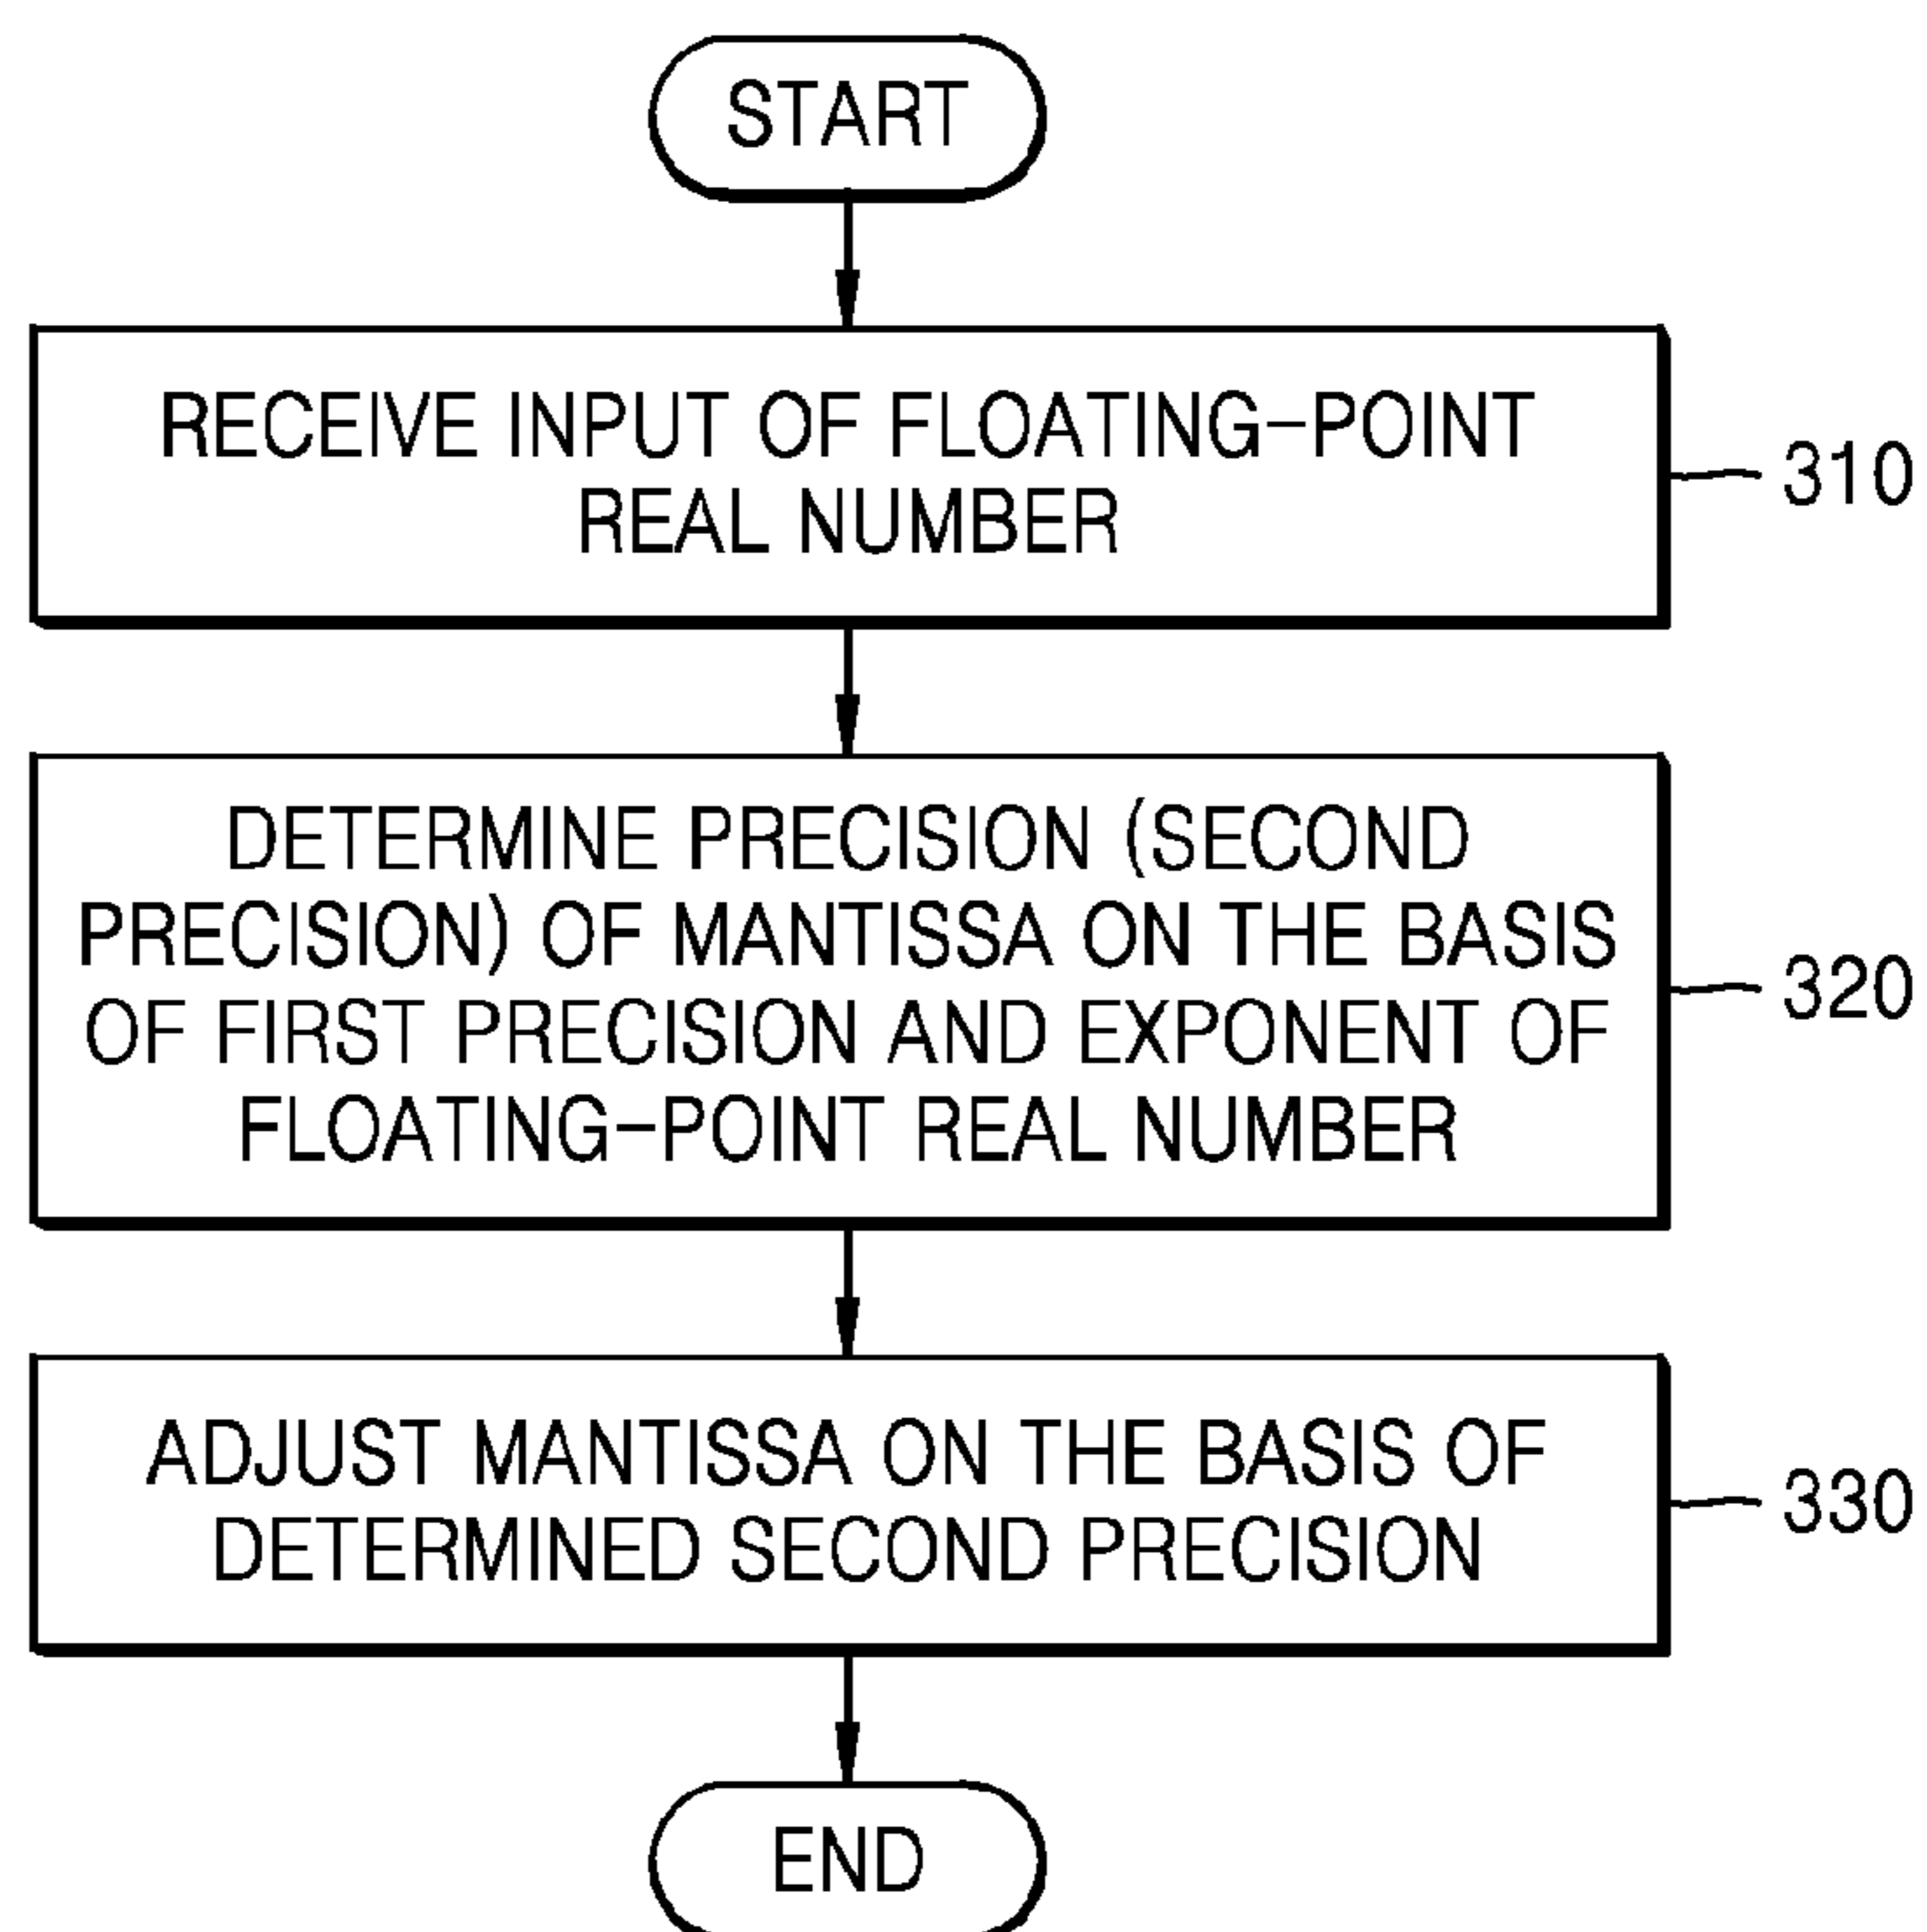 START
RECEIVE INPUT OF FLOATING-POINT
REAL NUMBER
310
DETERMINE PRECISION (SECOND
PRECISION) OF MANTISSA ON THE BASIS
OF FIRST PRECISION AND EXPONENT OF
FLOATING-POINT REAL NUMBER
320
ADJUST MANTISSA ON THE BASIS OF
DETERMINED SECOND PRECISION
330
END